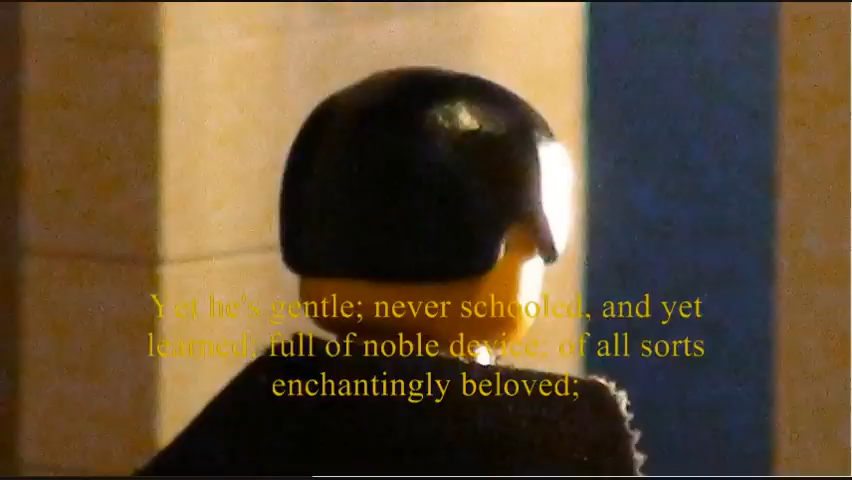 Yet he's gentle; never schooled, and yet
learned; full of noble device; of all sorts
enchantingly beloved;